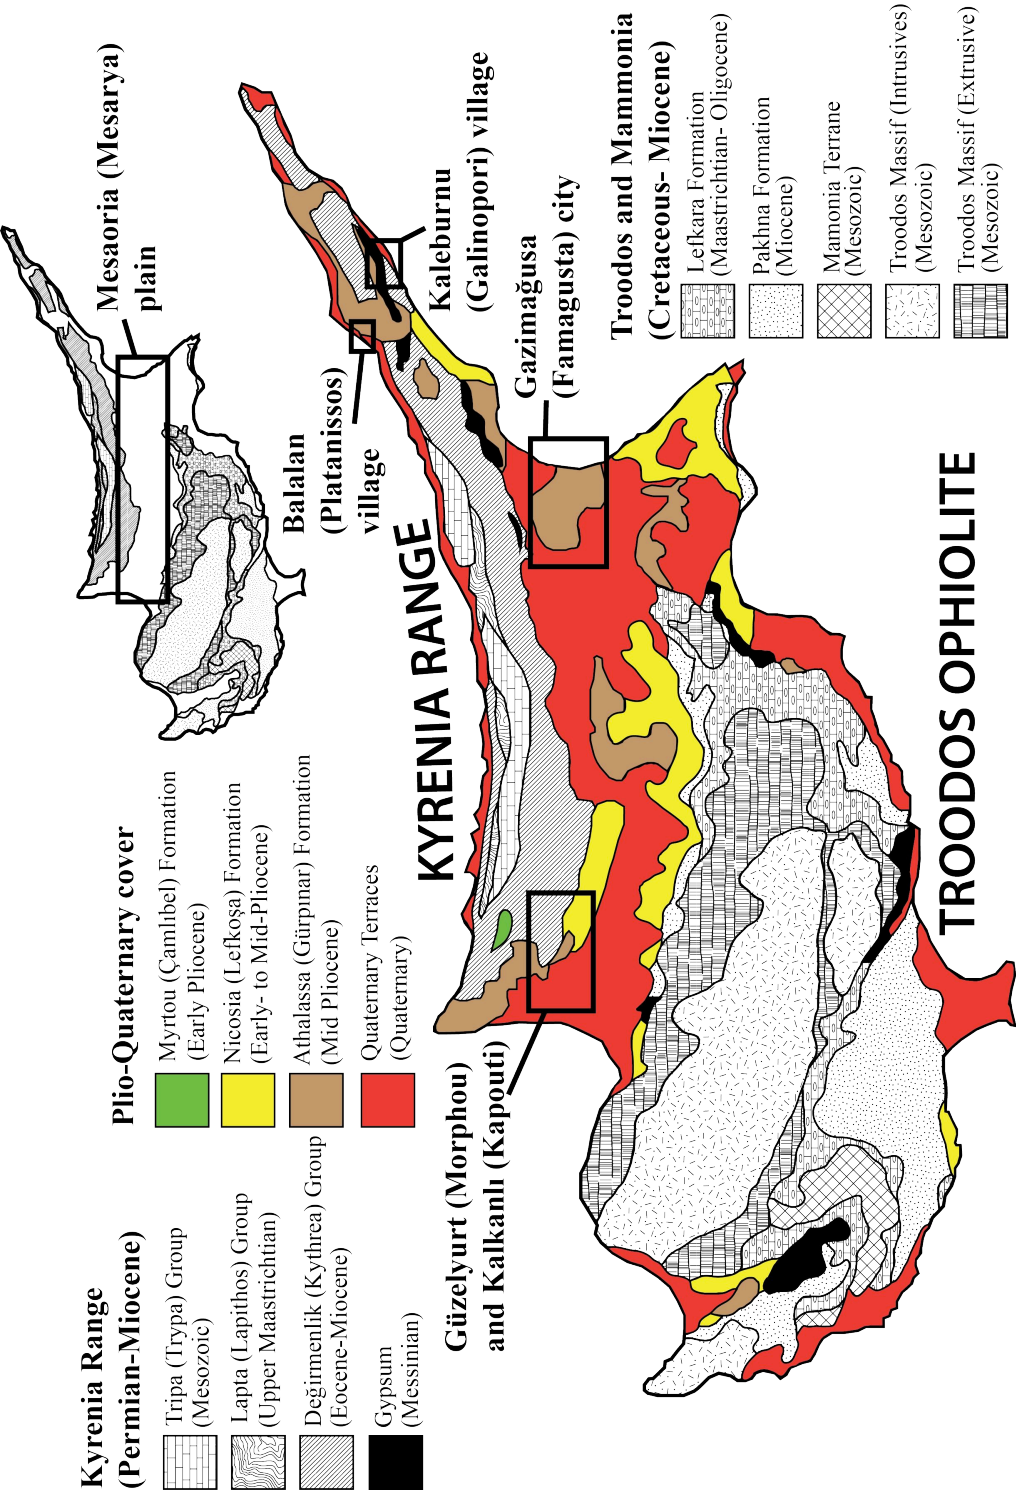 Kyrenia Range
(Permian-Miocene)
Tripa (Trypa) Group
(Mesozoic)
Lapta (Lapithos) Group
(Upper Maastrichtian)
Değirmenlik (Kythrea) Group
(Eocene-Miocene)
Gypsum
(Messinian)
Plio-Quaternary cover
Myrtou (Çamlıbel) Formation
(Early Pliocene)
Nicosia (Lefkoşa) Formation
(Early- to Mid-Pliocene)
Athalassa (Gürpınar) Formation
(Mid Pliocene)
Quaternary Terraces
(Quaternary)
Mesaoria (Mesarya)
plain
Balalan
(Platanissos)
village
Kaleburnu
(Galinopori) village
Gazimağusa
(Famagusta) city
KYRENIA RANGE
Güzelyurt (Morphou)
and Kalkanlı (Kapouti)
Troodos and Mammonia
(Cretaceous- Miocene)
Lefkara Formation
(Maastrichtian- Oligocene)
Pakhna Formation
(Miocene)
Mamonia Terrane
(Mesozoic)
Troodos Massif (Intrusives)
(Mesozoic)
Troodos Massif (Extrusive)
(Mesozoic)
TROODOS OPHIOLITE